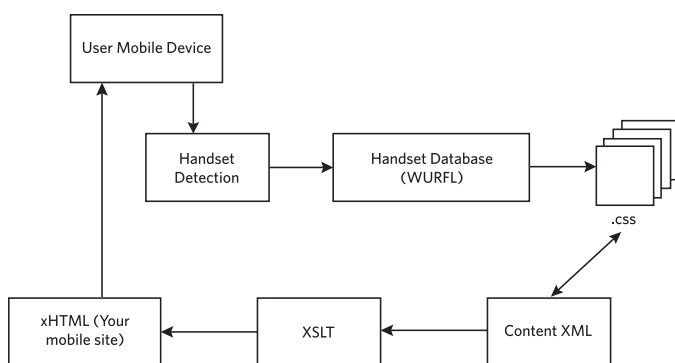 User Mobile Device
Handset
Detection
Handset Database
(WURFL)
.css
xHTML (Your
mobile site)
XSLT
Content XML